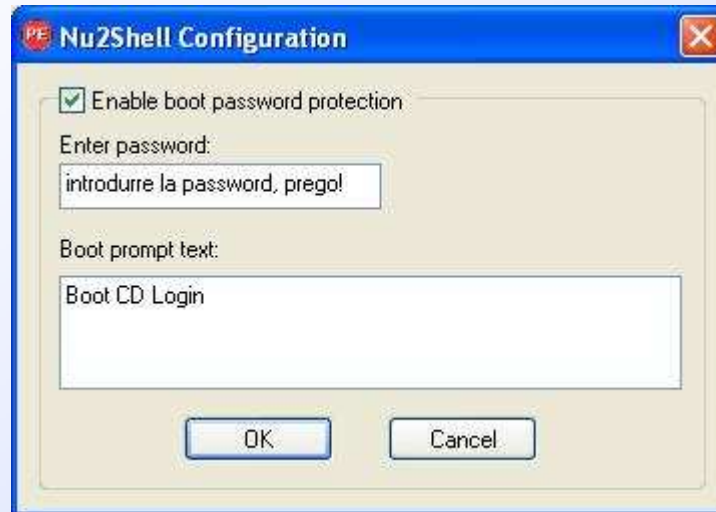 PE Nu2Shell Configuration
Enable boot password protection
Enter password:
introdurre la password, prego!
Boot prompt text:
Boot CD Login
OK Cancel